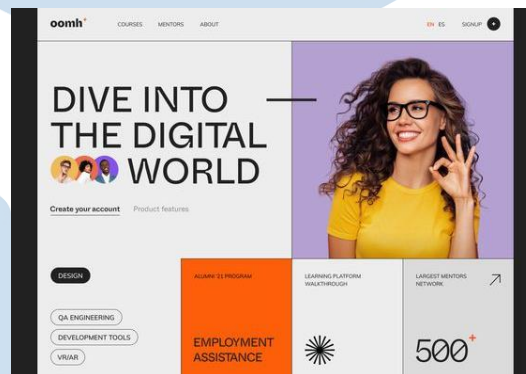 oomh+
COURSES MENTORS ABOUT
EN ES SIGNUP +
DIVE INTO
THE DIGITAL
WORLD
Create your account Product features
DESIGN
QA ENGINEERING
DEVELOPMENT TOOLS
VR/AR
ALUMNI '21 PROGRAM
EMPLOYMENT
ASSISTANCE
LEARNING PLATFORM
WALKTHROUGH
LARGEST MENTORS
NETWORK
500+